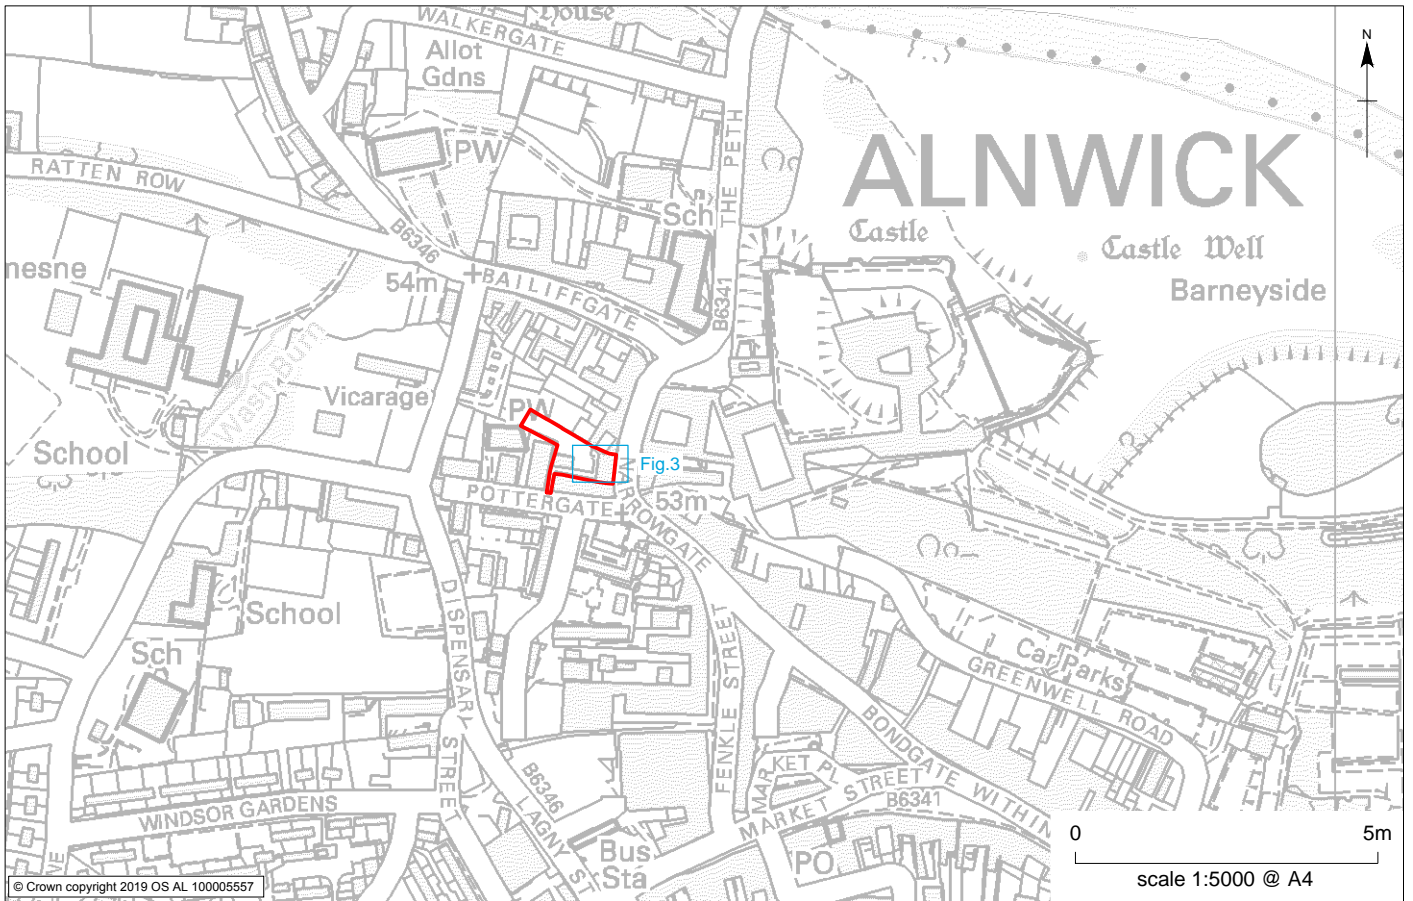 House
WALKERGATE
Allot
Gdns
N
PW
RATTEN ROW
THE PETH
ALNWICK
Sch
B6346
Castle
Castle Well
Barneyside
mesne
54m
BAILIFFGATE
B6341
Wash Burn
Vicarage
PW
School
Fig.3
NARROWGATE
POTTERGATE
53m
School
DISPENSARY STREET
Sch
FENKLE STREET
Car Parks
GREENWELL ROAD
BONDGATE WITHIN
MARKET PL
MARKET STREET
B6341
B6346
LAGNY ST
WINDSOR GARDENS
Bus
Sta
PO
NE
0 5m
scale 1:5000 @ A4
© Crown copyright 2019 OS AL 100005557